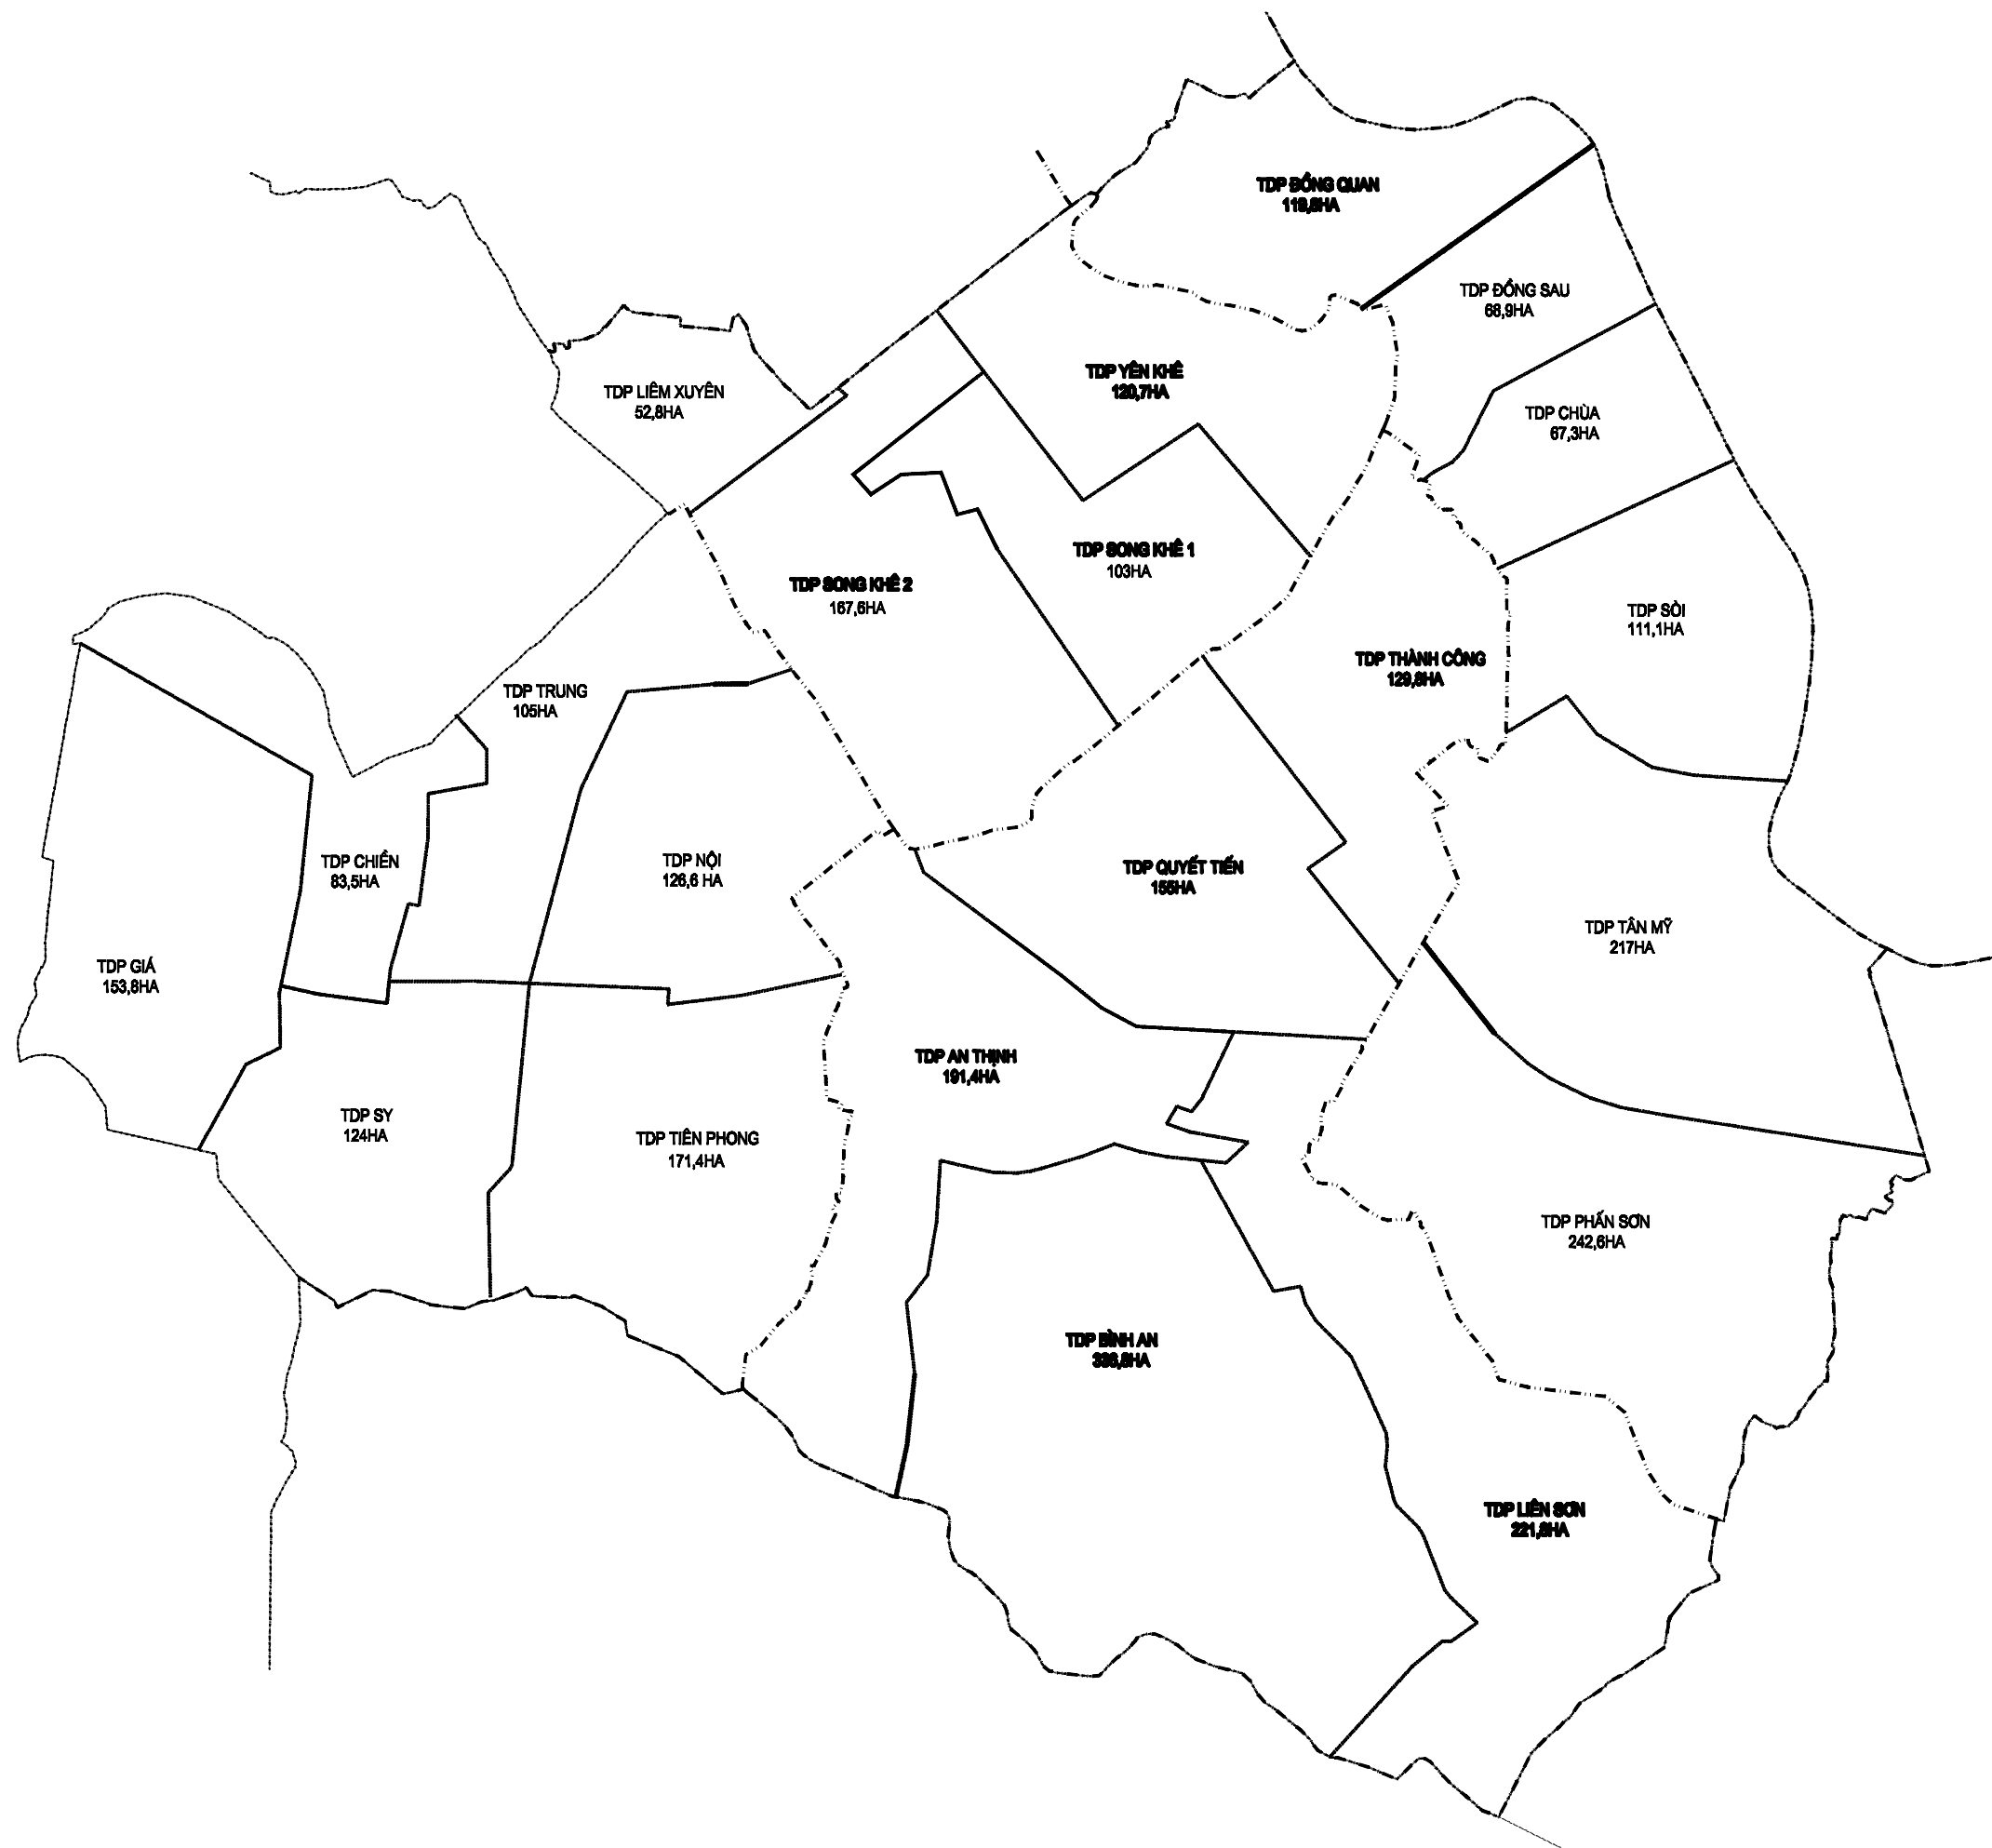 TDP ĐỒNG QUAN
119,8HA
TDP ĐỒNG SAU
68,9HA
TDP YÊN KHÊ
120,7HA
TDP LIÊM XUYÊN
52,8HA
TDP CHÙA
67,3HA
TDP SONG KHÊ 1
103HA
TDP SONG KHÊ 2
167,6HA
TDP SÒI
111,1HA
TDP THÀNH CÔNG
129,8HA
TDP TRUNG
105HA
TDP CHIỀN
83,5HA
TDP NỘI
126,6 HA
TDP QUYẾT TIẾN
155HA
TDP TÂN MỸ
217HA
TDP GIÁ
153,8HA
TDP AN THỊNH
191,4HA
TDP SY
124HA
TDP TIÊN PHONG
171,4HA
TDP PHẤN SƠN
242,6HA
TDP BÌNH AN
336,8HA
TDP LIÊN SƠN
221,8HA